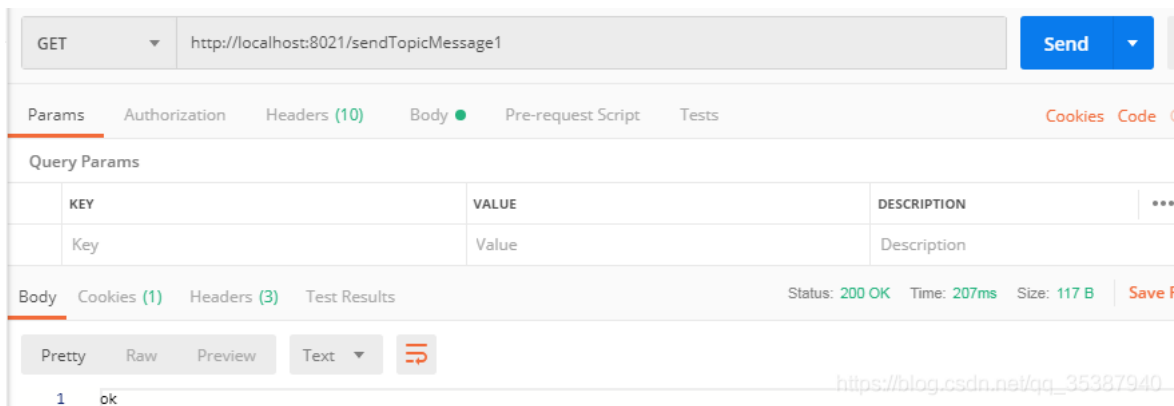 GET http://localhost:8021/sendTopicMessage1 Send
Params Authorization Headers (10) Body Pre-request Script Tests Cookies Code
Query Params
KEY VALUE DESCRIPTION
Key Value Description
Body Cookies (1) Headers (3) Test Results Status: 200 OK Time: 207ms Size: 117 B Save
Pretty Raw Preview Text
1 ok
https://blog.csdn.net/qq_35387940